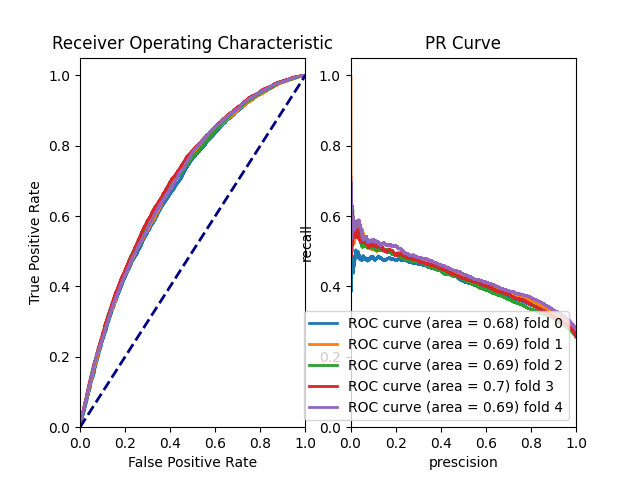 Receiver Operating Characteristic
1.0
0.8
0.6
0.4
0.2
0.0
True Positive Rate
0.0 0.2 0.4 0.6 0.8 1.0
False Positive Rate
PR Curve
1.0
0.8
0.6
0.4
0.2
0.0
recall
0.0 0.2 0.4 0.6 0.8 1.0
prescision
ROC curve (area = 0.68) fold 0
ROC curve (area = 0.69) fold 1
ROC curve (area = 0.69) fold 2
ROC curve (area = 0.7) fold 3
ROC curve (area = 0.69) fold 4